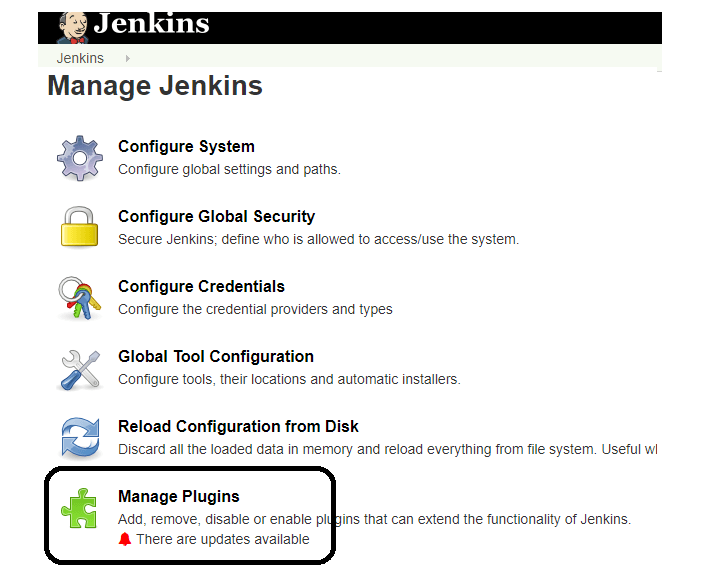 Jenkins
Jenkins
Manage Jenkins
Configure System
Configure global settings and paths.
Configure Global Security
Secure Jenkins; define who is allowed to access/use the system.
Configure Credentials
Configure the credential providers and types
Global Tool Configuration
Configure tools, their locations and automatic installers.
Reload Configuration from Disk
Discard all the loaded data in memory and reload everything from file system. Useful
Manage Plugins
Add, remove, disable or enable plugins that can extend the functionality of Jenkins.
There are updates available